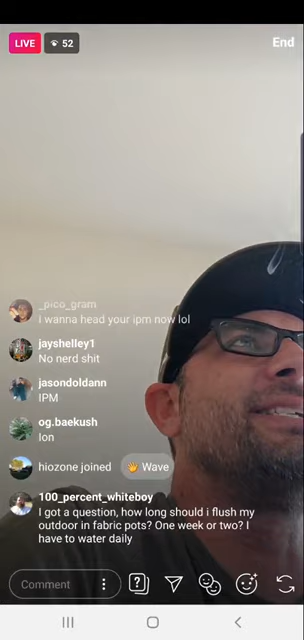 LIVE
52
End
_pico_gram
I wanna head your ipm now lol
jayshelley1
No nerd shit
jasondoldann
IPM
og.baekush
Ion
hiozone joined
👋 Wave
100_percent_whiteboy
I got a question, how long should i flush my
outdoor in fabric pots? One week or two? I
have to water daily
Comment